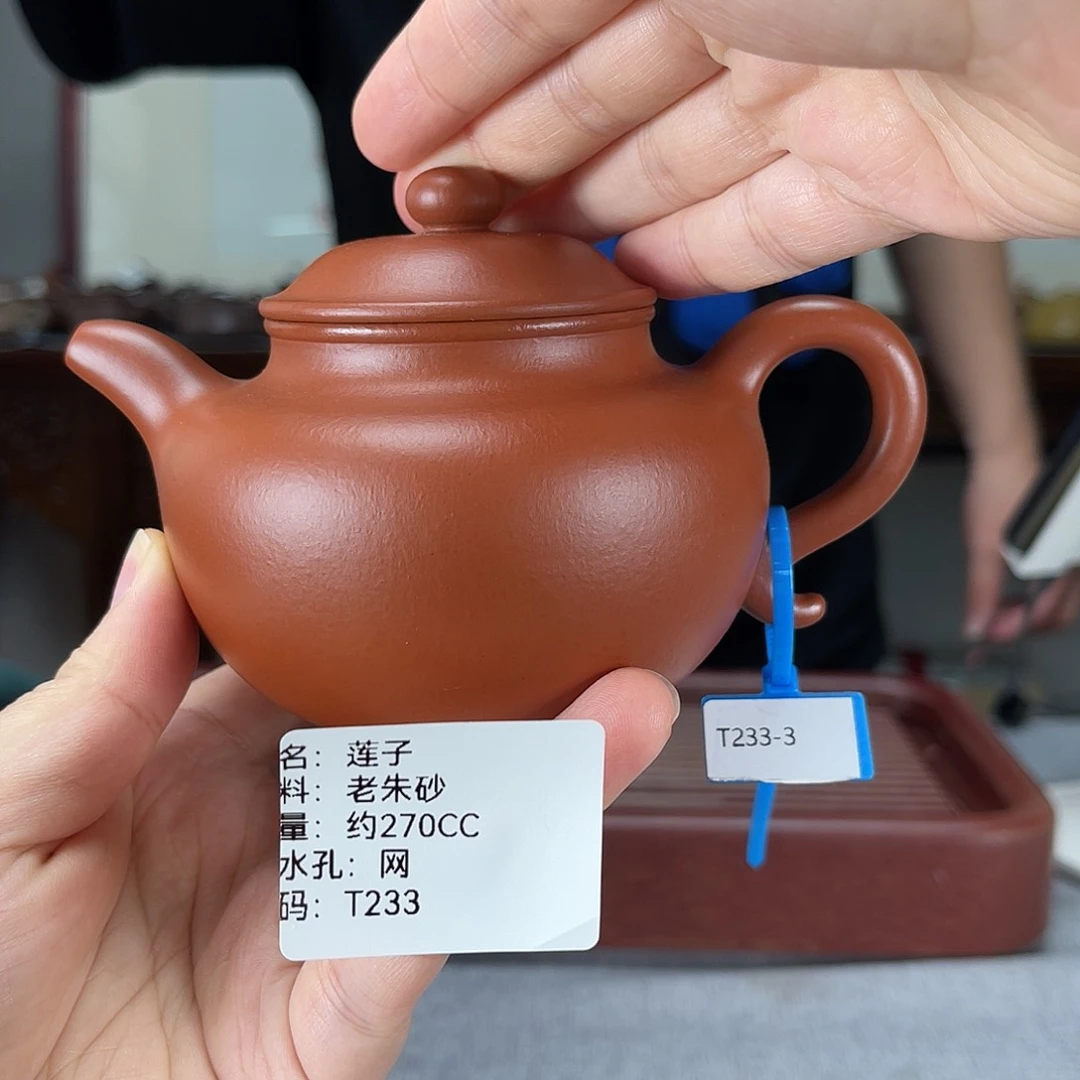 名：莲子
料：老朱砂
量：约270CC
水孔：网
码：T233
T233-3